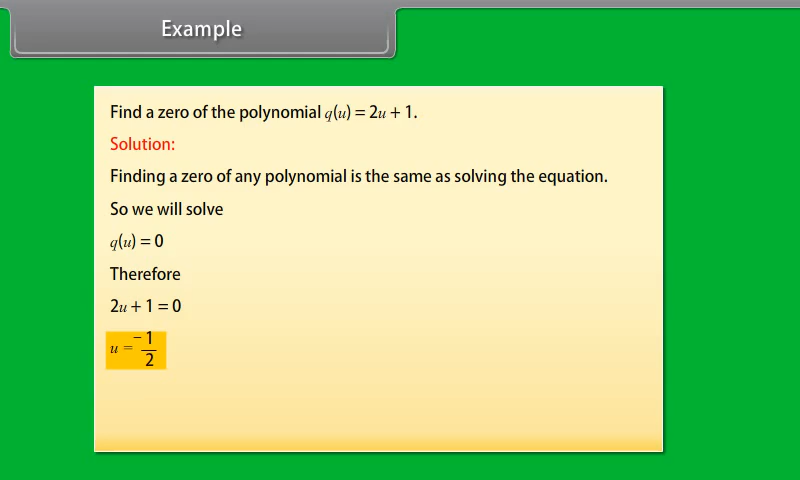 Example
Find a zero of the polynomial q(u) = 2u + 1.
Solution:
Finding a zero of any polynomial is the same as solving the equation.
So we will solve
q(u) = 0
Therefore
2u + 1 = 0
u = −1/2